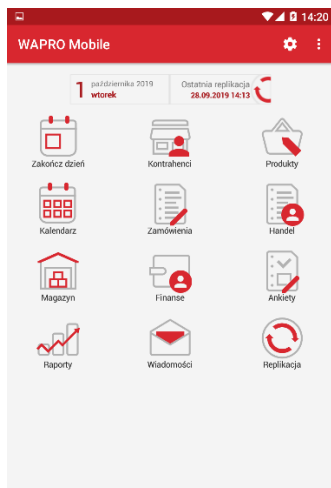 14:20
WAPRO Mobile
1 października 2019
wtorek
Ostatnia replikacja
28.09.2019 14:13
Zakończ dzień
Kontrahenci
Produkty
Kalendarz
Zamówienia
Handel
Magazyn
Finanse
Ankiety
Raporty
Wiadomości
Replikacja